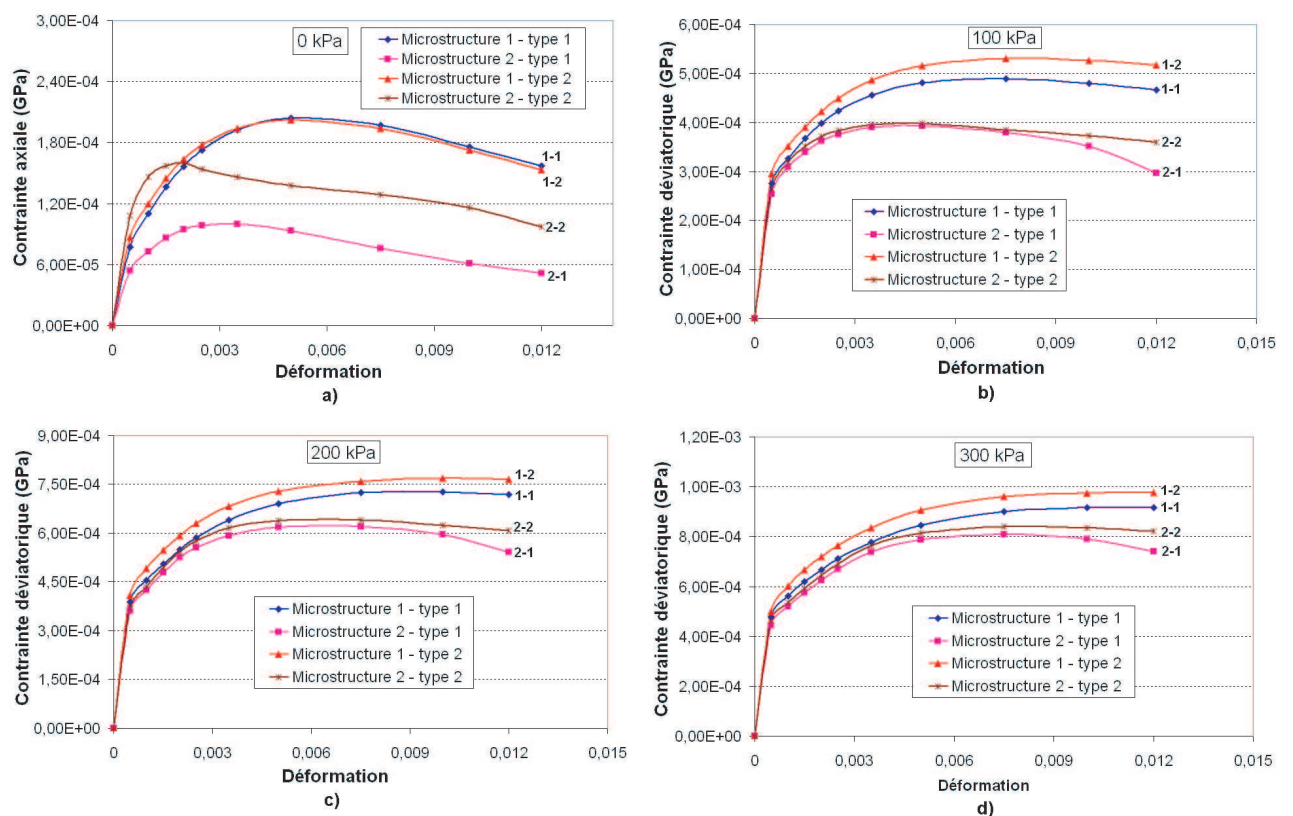 0 kPa
Contrainte axiale (GPa)
3,00E-04
2,40E-04
1,80E-04
1,20E-04
6,00E-05
0,00E+00
Microstructure 1 - type 1
Microstructure 2 - type 1
Microstructure 1 - type 2
Microstructure 2 - type 2
1-1
1-2
2-2
2-1
0
0,003
0,006
0,009
0,012
Déformation
a)
100 kPa
Contrainte déviatorique (GPa)
6,00E-04
5,00E-04
4,00E-04
3,00E-04
2,00E-04
1,00E-04
0,00E+00
1-2
1-1
2-2
2-1
Microstructure 1 - type 1
Microstructure 2 - type 1
Microstructure 1 - type 2
Microstructure 2 - type 2
0
0,003
0,006
0,009
0,012
0,015
Déformation
b)
200 kPa
Contrainte déviatorique (GPa)
9,00E-04
7,50E-04
6,00E-04
4,50E-04
3,00E-04
1,50E-04
0,00E+00
1-2
1-1
2-2
2-1
Microstructure 1 - type 1
Microstructure 2 - type 1
Microstructure 1 - type 2
Microstructure 2 - type 2
0
0,003
0,006
0,009
0,012
0,015
Déformation
c)
300 kPa
Contrainte déviatorique (GPa)
1,20E-03
1,00E-03
8,00E-04
6,00E-04
4,00E-04
2,00E-04
0,00E+00
1-2
1-1
2-2
2-1
Microstructure 1 - type 1
Microstructure 2 - type 1
Microstructure 1 - type 2
Microstructure 2 - type 2
0
0,003
0,006
0,009
0,012
0,015
Déformation
d)